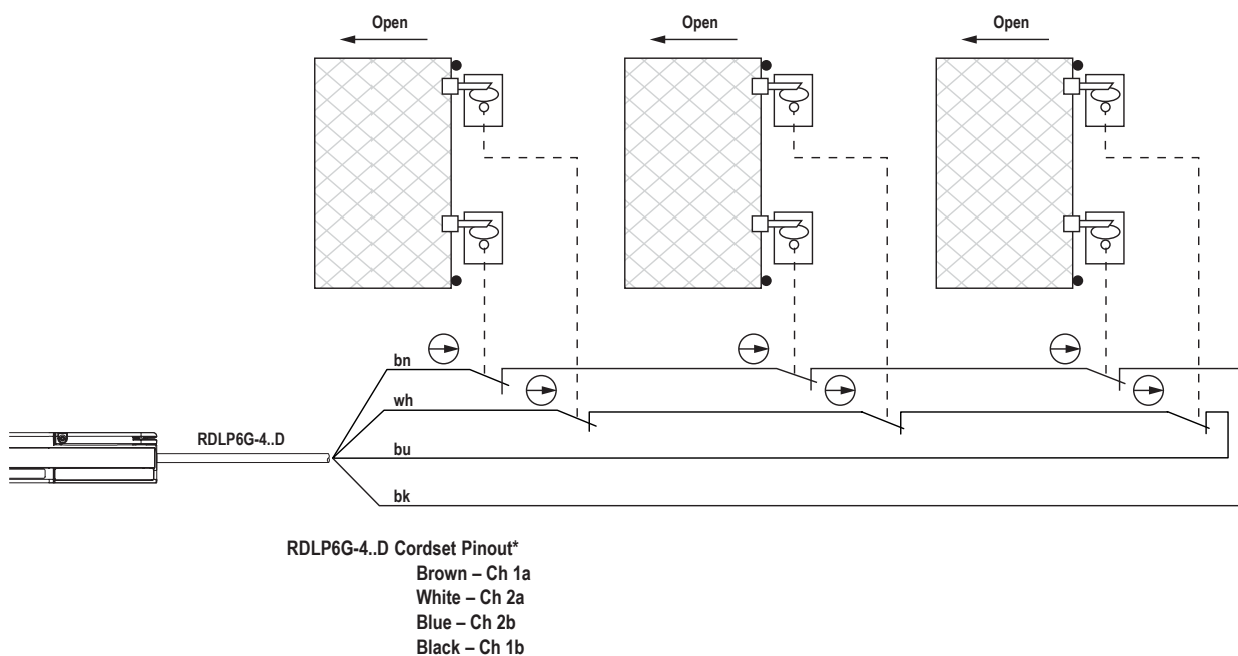 Open
Open
Open
bn
wh
RDLP6G-4..D
bu
bk
RDLP6G-4..D Cordset Pinout*
Brown – Ch 1a
White – Ch 2a
Blue – Ch 2b
Black – Ch 1b